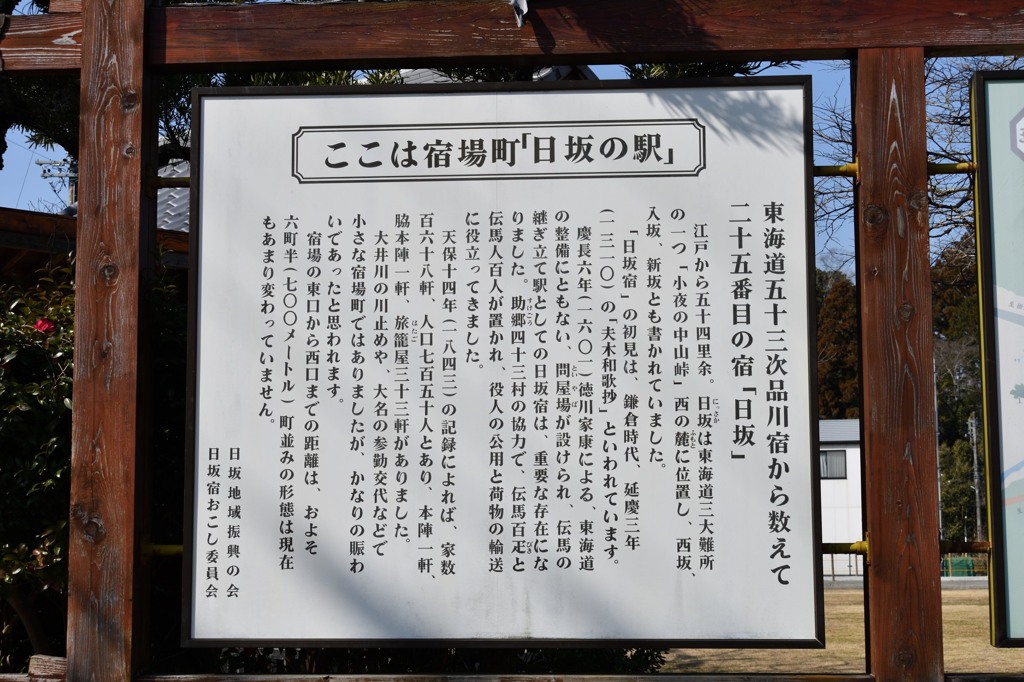 ここは宿場町「日坂の駅」
東海道五十三次品川宿から数えて
二十五番目の宿「日坂」
江戸から五十四里余。日坂は東海道三大難所
の一つ「小夜の中山峠」西の麓に位置し、西坂、
入坂、新坂とも書かれていました。
「日坂宿」の初見は、鎌倉時代、延慶三年
(一三一〇)の「夫木和歌抄」といわれています。
慶長六年(一六〇一)徳川家康による、東海道
の整備にともない、問屋場が設けられ、伝馬の
継ぎ立て駅としての日坂宿は、重要な存在にな
りました。助郷四十三村の協力で、伝馬百疋と
伝馬人百人が置かれ、役人の公用と荷物の輸送
に役立ってきました。
天保十四年(一八四三)の記録によれば、家数
百六十八軒、人口七百五十人とあり、本陣一軒、
脇本陣一軒、旅籠屋三十三軒がありました。
大井川の川止めや、大名の参勤交代などで
小さな宿場町ではありましたが、かなりの賑わ
いであったと思われます。
宿場の東口から西口までの距離は、およそ
六町半(七〇〇メートル)町並みの形態は現在
もあまり変わっていません。
日坂地域振興の会
日坂宿おこし委員会